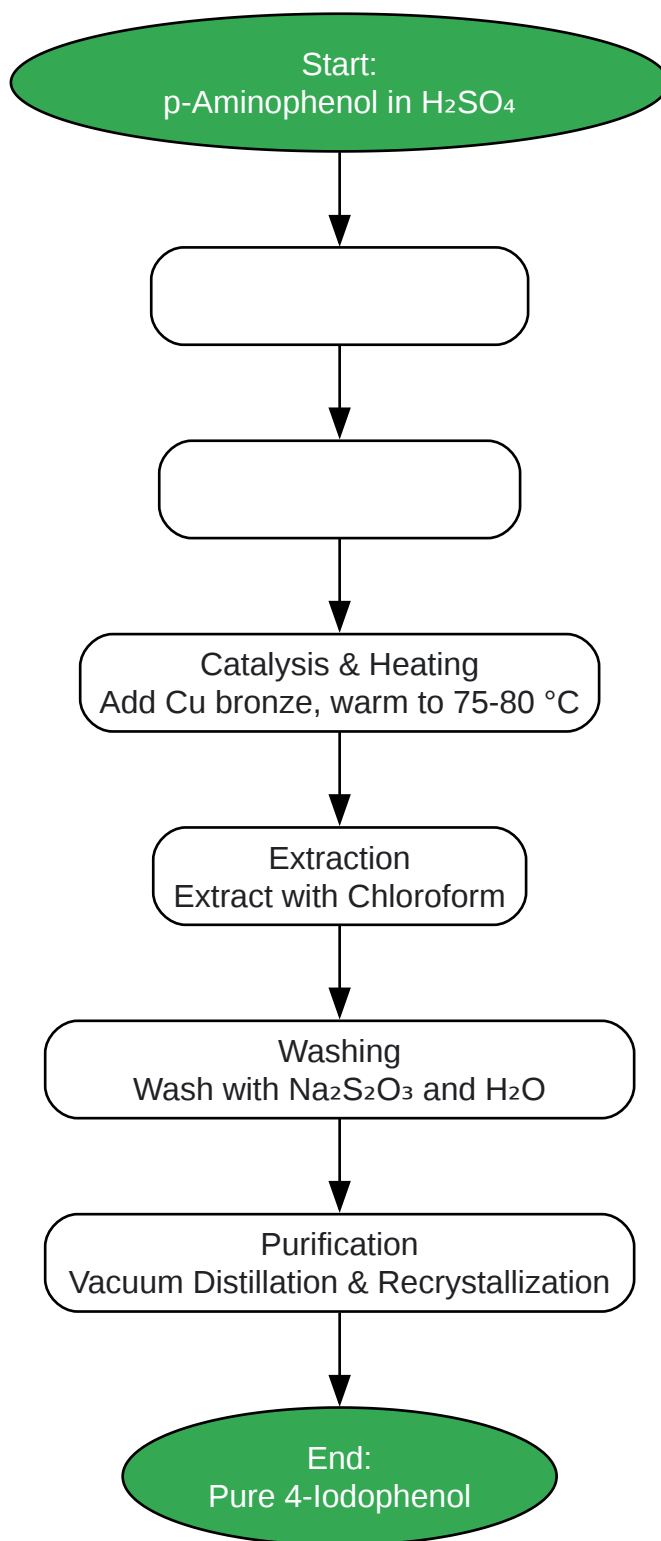 Start:
p-Aminophenol in H₂SO₄
Catalysis & Heating
Add Cu bronze, warm to 75-80 °C
Extraction
Extract with Chloroform
Washing
Wash with Na₂S₂O₃ and H₂O
Purification
Vacuum Distillation & Recrystallization
End:
Pure 4-Iodophenol